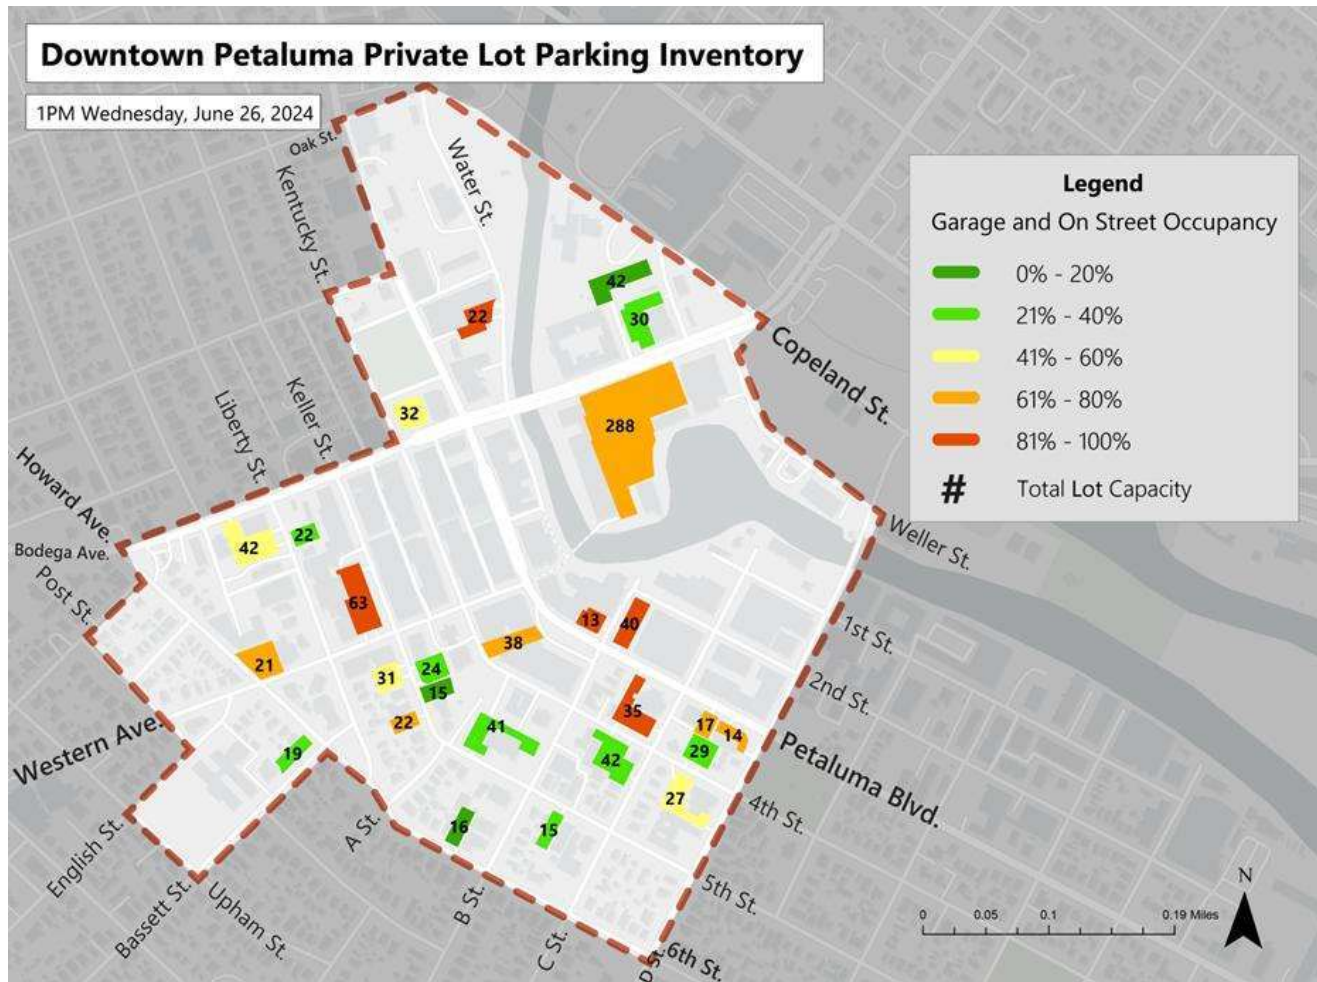 Downtown Petaluma Private Lot Parking Inventory
1PM Wednesday, June 26, 2024
Oak St.
Kentucky St.
Water St.
Keller St.
Liberty St.
Howard Ave.
Bodega Ave.
Post St.
Western Ave.
English St.
Bassett St.
Upham St.
A St.
B St.
C St.
D St.
6th St.
5th St.
4th St.
Petaluma Blvd.
2nd St.
1st St.
Weller St.
Copeland St.
42
30
22
32
288
42
22
63
21
13
40
38
31
24
15
22
41
35
17
14
29
42
19
27
16
15
Legend
Garage and On Street Occupancy
0% - 20%
21% - 40%
41% - 60%
61% - 80%
81% - 100%
# Total Lot Capacity
N
0 0.05 0.1 0.19 Miles